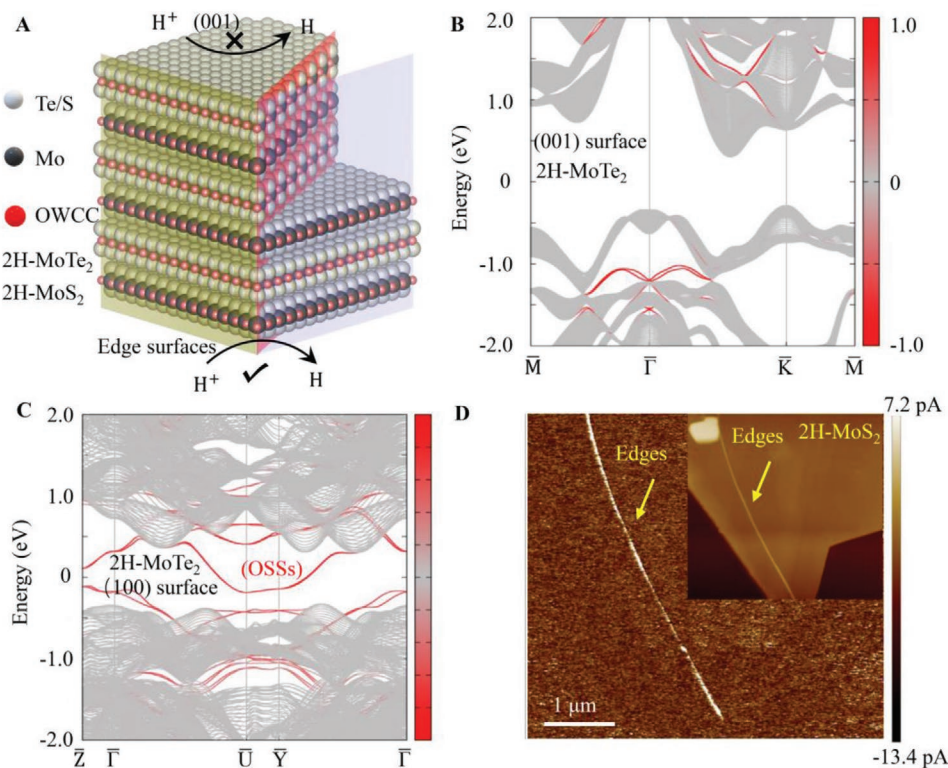 A
H⁺ (001) H
Te/S
Mo
OWCC
2H-MoTe₂
2H-MoS₂
Edge surfaces
H⁺ H
B
Energy (eV)
2.0
1.0
0
-1.0
-2.0
(001) surface
2H-MoTe₂
M̅ Γ̅ K̅ M̅
1.0
0
-1.0
C
Energy (eV)
2.0
1.0
0
-1.0
-2.0
2H-MoTe₂
(100) surface
(OSSs)
Z̅ Γ̅ U̅ Y̅ Γ̅
D
7.2 pA
Edges
Edges
2H-MoS₂
1 μm
-13.4 pA